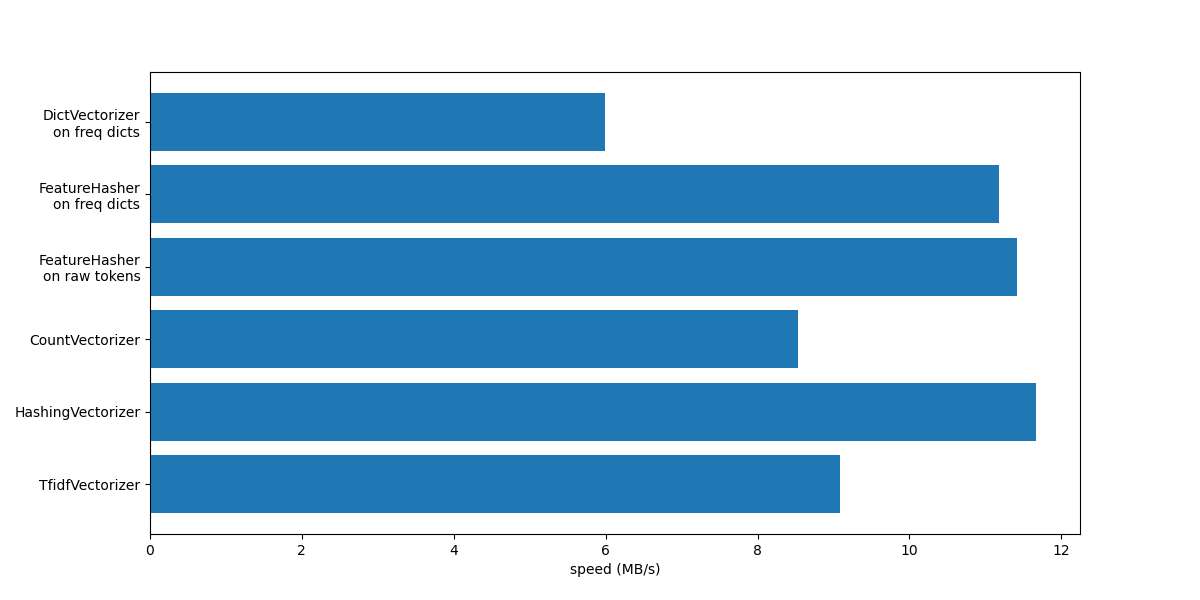 DictVectorizer
on freq dicts
FeatureHasher
on freq dicts
FeatureHasher
on raw tokens
CountVectorizer
HashingVectorizer
TfidfVectorizer
0 2 4 6 8 10 12
speed (MB/s)